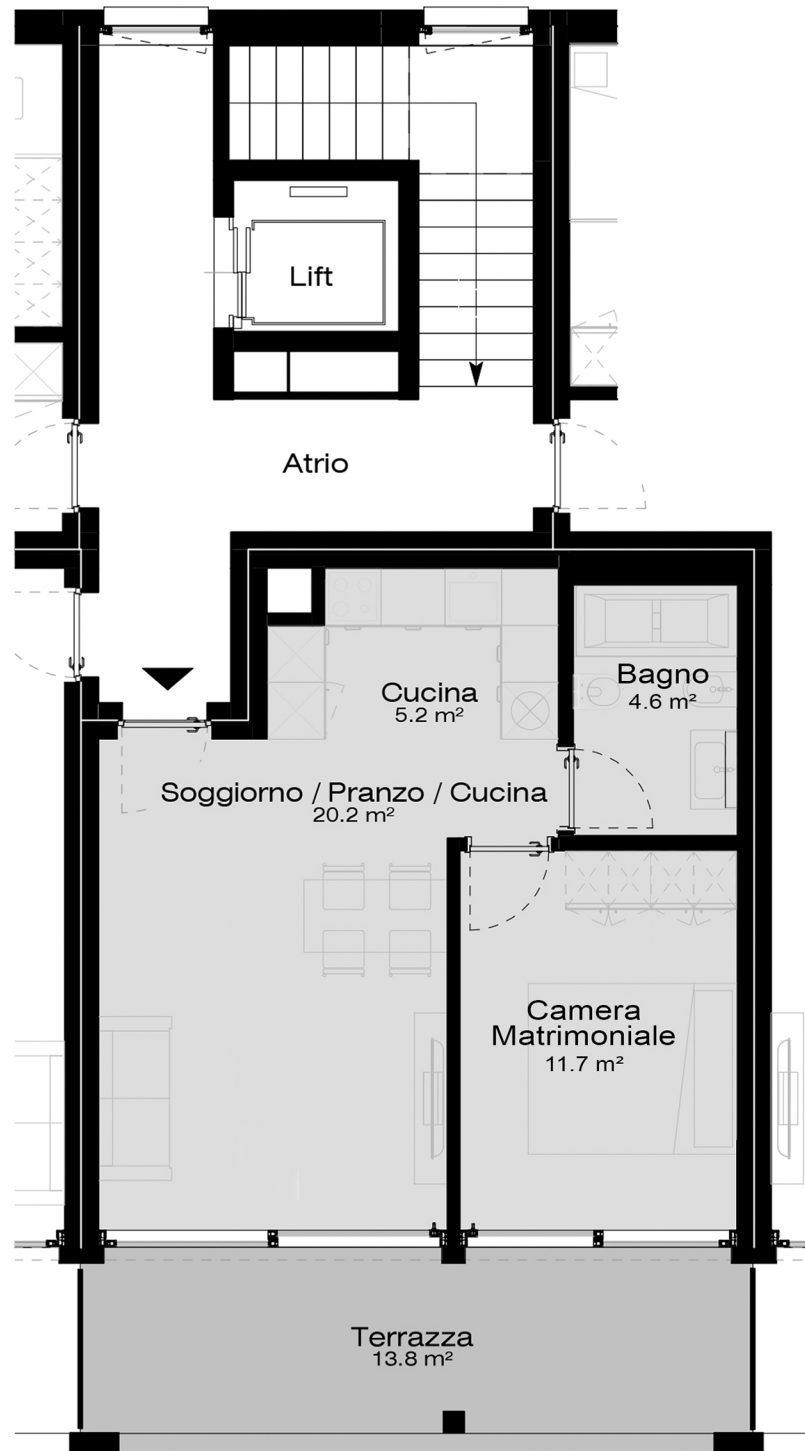 Lift
Atrio
Cucina
5.2 m²
Bagno
4.6 m²
Soggiorno / Pranzo / Cucina
20.2 m²
Camera
Matrimoniale
11.7 m²
Terrazza
13.8 m²